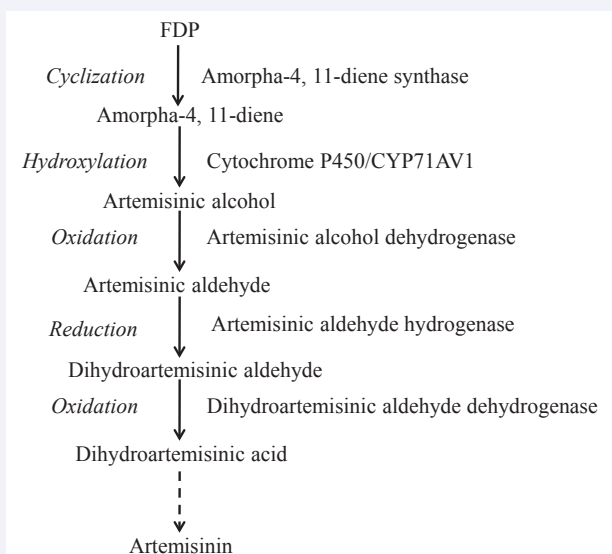 FDP
Cyclization Amorpha-4, 11-diene synthase
Amorpha-4, 11-diene
Hydroxylation Cytochrome P450/CYP71AV1
Artemisinic alcohol
Oxidation Artemisinic alcohol dehydrogenase
Artemisinic aldehyde
Reduction Artemisinic aldehyde hydrogenase
Dihydroartemisinic aldehyde
Oxidation Dihydroartemisinic aldehyde dehydrogenase
Dihydroartemisinic acid
Artemisinin